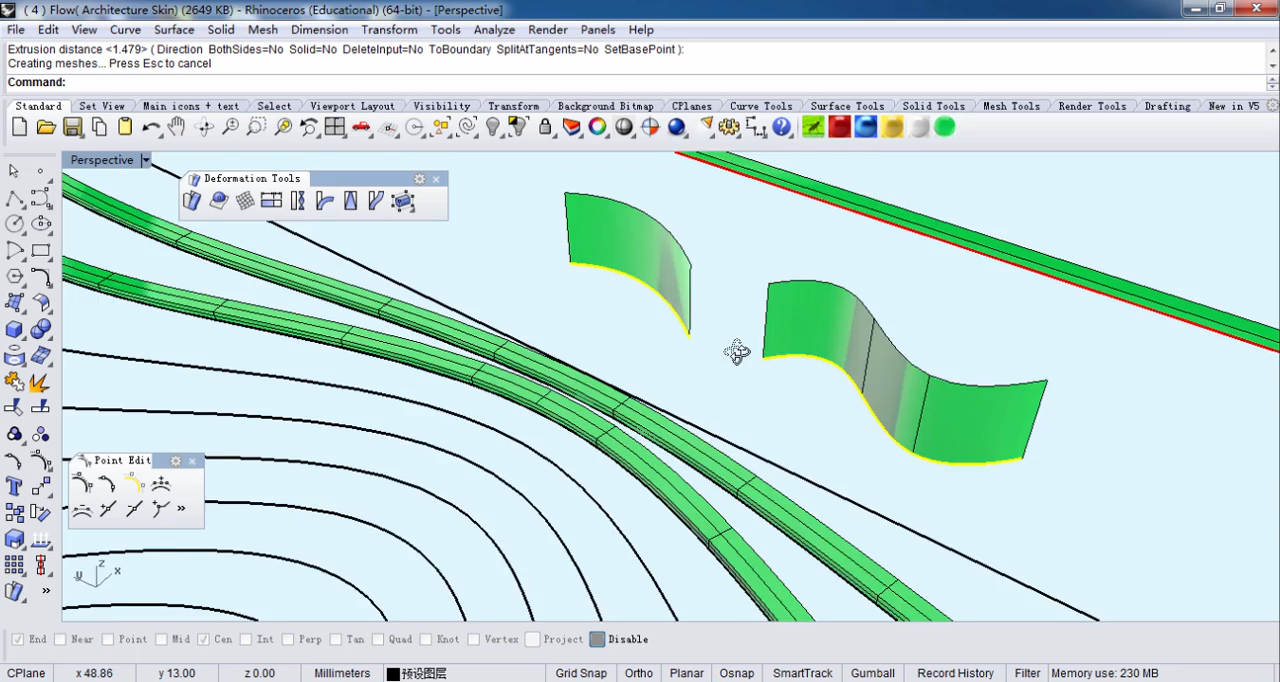 ( 4 ) Flow( Architecture Skin) (2649 KB) - Rhinoceros (Educational) (64-bit) - [Perspective]
File Edit View Curve Surface Solid Mesh Dimension Transform Tools Analyze Render Panels Help
Extrusion distance <1.479> ( Direction BothSides=No Solid=No DeleteInput=No ToBoundary SplitAtTangents=No SetBasePoint ):
Creating meshes... Press Esc to cancel
Command:
Standard Set View Main icons + text Select Viewport Layout Visibility Transform Background Bitmap CPlanes Curve Tools Surface Tools Solid Tools Mesh Tools Render Tools Drafting New in V5
Perspective
Deformation Tools
Point Edit
»
z
y x
»
End Near Point Mid Cen Int Perp Tan Quad Knot Vertex Project Disable
CPlane x 48.86 y 13.00 z 0.00 Millimeters 预设图层 Grid Snap Ortho Planar Osnap SmartTrack Gumball Record History Filter Memory use: 230 MB